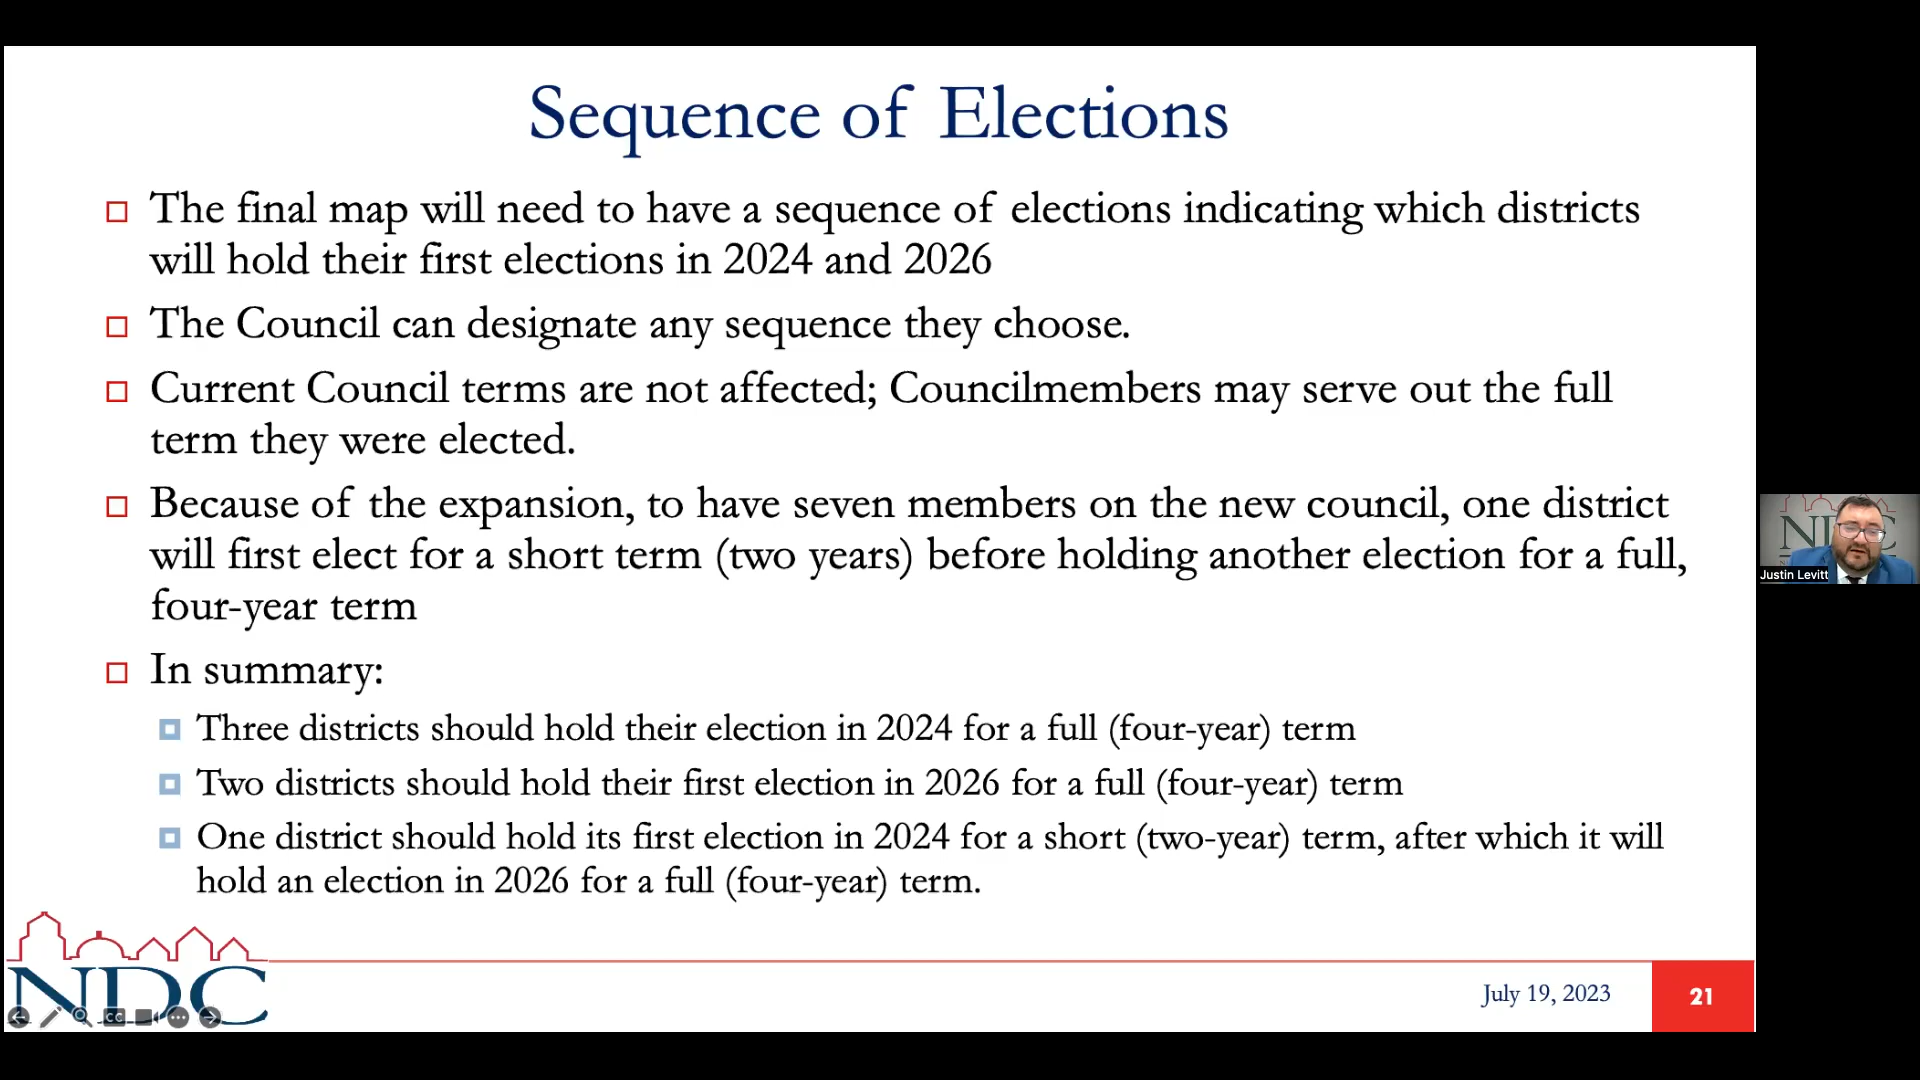 Sequence of Elections
The final map will need to have a sequence of elections indicating which districts
will hold their first elections in 2024 and 2026
The Council can designate any sequence they choose.
Current Council terms are not affected; Councilmembers may serve out the full
term they were elected.
Because of the expansion, to have seven members on the new council, one district
will first elect for a short term (two years) before holding another election for a full,
four-year term
In summary:
Three districts should hold their election in 2024 for a full (four-year) term
Two districts should hold their first election in 2026 for a full (four-year) term
One district should hold its first election in 2024 for a short (two-year) term, after which it will
hold an election in 2026 for a full (four-year) term.
NDC
July 19, 2023
21
NDC
Justin Levitt